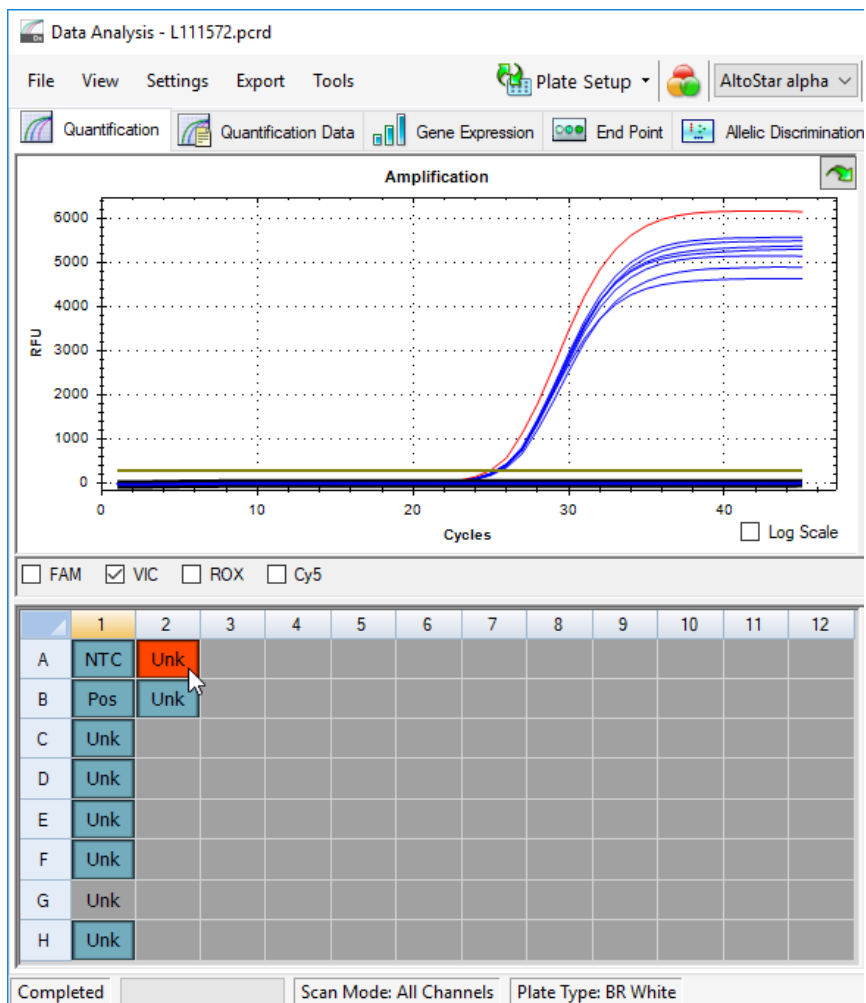 Data Analysis - L111572.pcrd
File View Settings Export Tools Plate Setup AltoStar alpha
Quantification Quantification Data Gene Expression End Point Allelic Discrimination
Amplification
6000
5000
4000
3000
2000
1000
0
RFU
0 10 20 30 40
Cycles
Log Scale
FAM VIC ROX Cy5
1 2 3 4 5 6 7 8 9 10 11 12
A NTC Unk
B Pos Unk
C Unk
D Unk
E Unk
F Unk
G Unk
H Unk
Completed Scan Mode: All Channels Plate Type: BR White